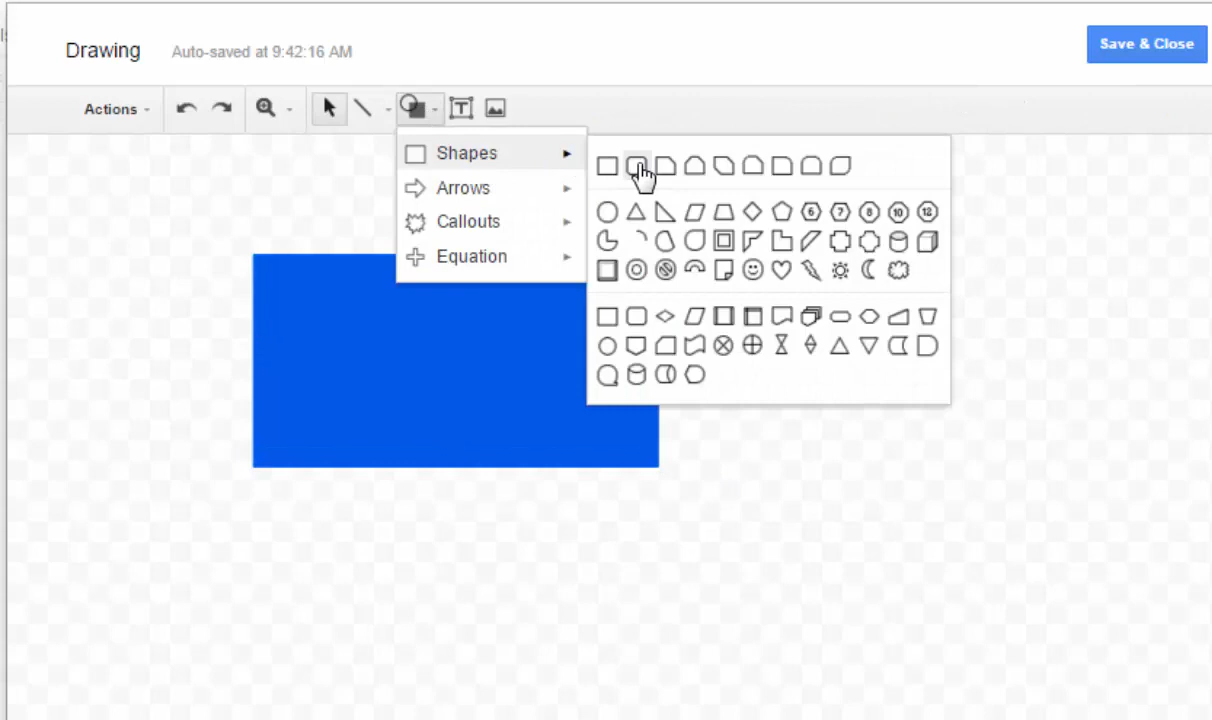 Drawing Auto-saved at 9:42:16 AM Save & Close
Actions T
Shapes
Arrows
Callouts
Equation
6 7 8 10 12